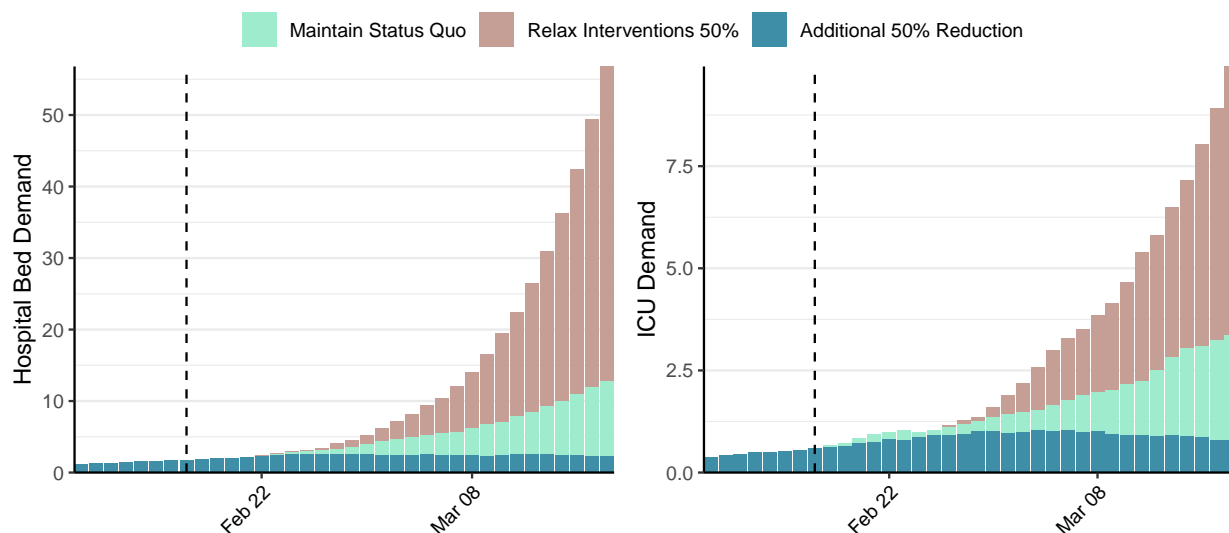 Maintain Status Quo Relax Interventions 50% Additional 50% Reduction
Hospital Bed Demand
50
40
30
20
10
0
Feb 22
Mar 08
ICU Demand
7.5
5.0
2.5
0.0
Feb 22
Mar 08